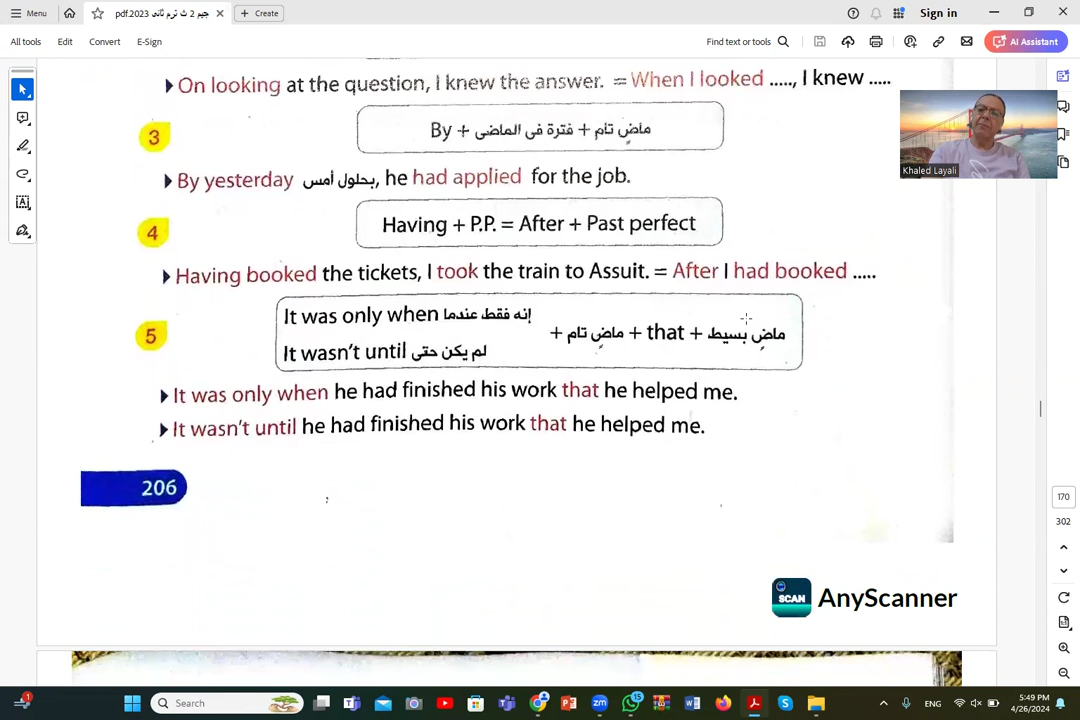 Menu
جيم 2 ث ترم ثانى 2023.pdf
Create
Sign in
All tools
Edit
Convert
E-Sign
Find text or tools
AI Assistant
On looking at the question, I knew the answer. = When I looked ....., I knew .....
3
By + ماضٍ تام + فترة فى الماضى
By yesterday بحلول أمس, he had applied for the job.
4
Having + P.P. = After + Past perfect
Having booked the tickets, I took the train to Assuit. = After I had booked .....
5
It was only when إنه فقط عندما
It wasn't until لم يكن حتى
+ ماضٍ تام + that + ماضٍ بسيط
It was only when he had finished his work that he helped me.
It wasn't until he had finished his work that he helped me.
206
SCAN
AnyScanner
Khaled Layali
170
302
1
Search
15
ENG
5:49 PM
4/26/2024